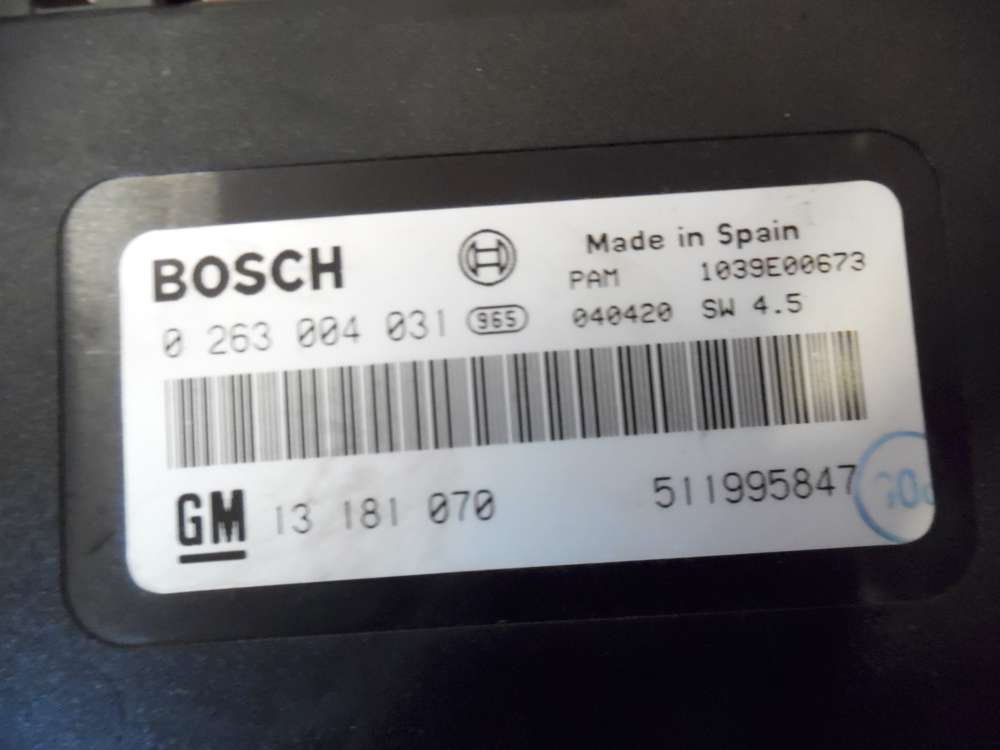 BOSCH
Made in Spain
PAM 1039E00673
0 263 004 031 965
040420 SW 4.5
GM 13 181 070
511995847